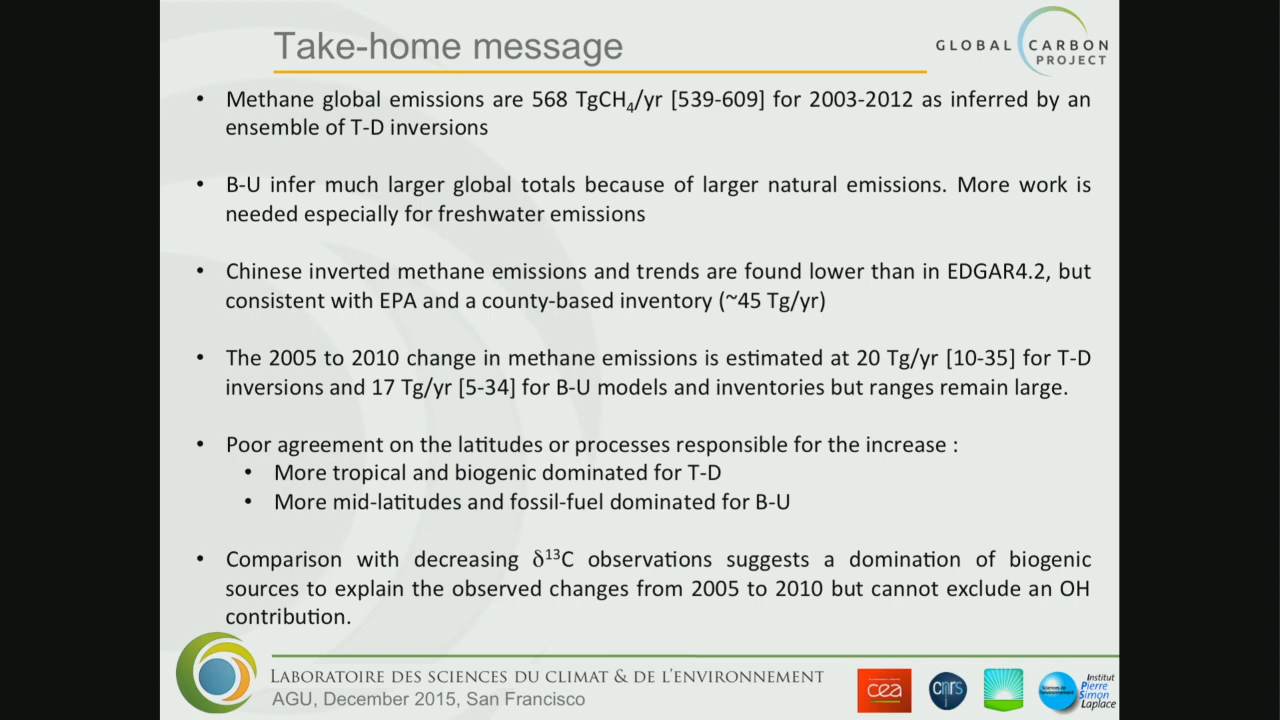 Take-home message
GLOBAL CARBON
PROJECT
• Methane global emissions are 568 TgCH₄/yr [539-609] for 2003-2012 as inferred by an
ensemble of T-D inversions
• B-U infer much larger global totals because of larger natural emissions. More work is
needed especially for freshwater emissions
• Chinese inverted methane emissions and trends are found lower than in EDGAR4.2, but
consistent with EPA and a county-based inventory (~45 Tg/yr)
• The 2005 to 2010 change in methane emissions is estimated at 20 Tg/yr [10-35] for T-D
inversions and 17 Tg/yr [5-34] for B-U models and inventories but ranges remain large.
• Poor agreement on the latitudes or processes responsible for the increase :
• More tropical and biogenic dominated for T-D
• More mid-latitudes and fossil-fuel dominated for B-U
• Comparison with decreasing δ¹³C observations suggests a domination of biogenic
sources to explain the observed changes from 2005 to 2010 but cannot exclude an OH
contribution.
LABORATOIRE DES SCIENCES DU CLIMAT & DE L'ENVIRONNEMENT
AGU, December 2015, San Francisco
cea
cnrs
Institut
Pierre
Simon
Laplace